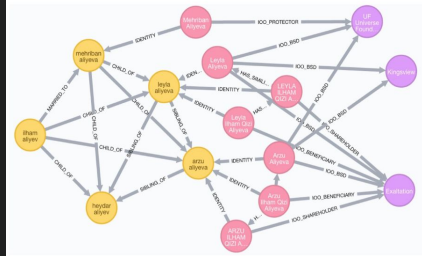 Mehriban
Aliyeva
IOO_PROTECTOR
UF
Universe
Found...
IDENTITY
IOO_BSD
mehriban
aliyeva
Leyla
Aliyeva
IOO_BSD
Kingsview
CHILD_OF
IDEN...
HAS_SIMIL...
IOO_BSD
MARRIED_TO
leyla
aliyeva
IDENTITY
LEYLA
ILHAM
QIZI A...
CHILD_OF
CHILD_OF
IDENTITY
HAS_...
IOO_SHAREHOLDER
CHILD_OF
Leyla
Ilham Qizi
Aliyeva
ilham
aliyev
CHILD_OF
SIBLING_OF
SIBLING_OF
IOO_BENEFICIARY
arzu
aliyeva
IDENTITY
Arzu
Aliyeva
IOO_BSD
CHILD_OF
SIBLING_OF
IDENTITY
Exaltation
heydar
aliyev
Arzu
Ilham Qizi
Aliyeva
IOO_BENEFICIARY
IDENTITY
H...
IOO_SHAREHOLDER
ARZU
ILHAM
QIZI A...